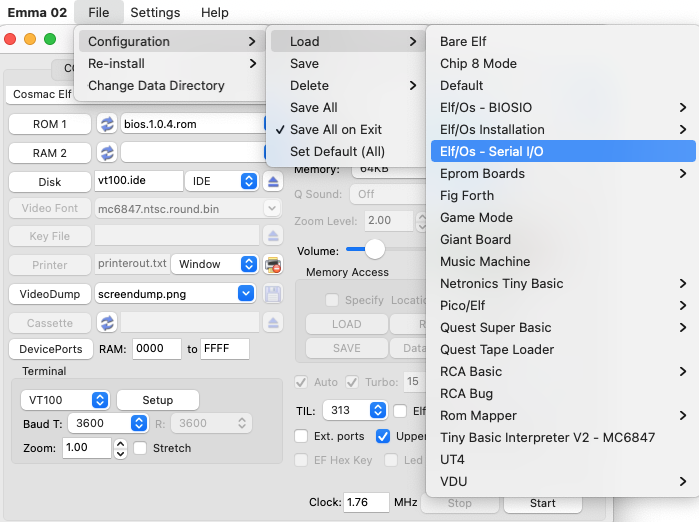 Emma 02 File Settings Help
Configuration
Re-install
Change Data Directory
Load
Save
Delete
Save All
✓ Save All on Exit
Set Default (All)
Bare Elf
Chip 8 Mode
Default
Elf/Os - BIOSIO
Elf/Os Installation
Elf/Os - Serial I/O
Eprom Boards
Fig Forth
Game Mode
Giant Board
Music Machine
Netronics Tiny Basic
Pico/Elf
Quest Super Basic
Quest Tape Loader
RCA Basic
RCA Bug
Rom Mapper
Tiny Basic Interpreter V2 - MC6847
UT4
VDU
Cosmac Elf
ROM 1 bios.1.0.4.rom
RAM 2
Disk vt100.ide IDE
Video Font mc6847.ntsc.round.bin
Key File
Printer printerout.txt Window
VideoDump screendump.png
Cassette
DevicePorts RAM: 0000 to FFFF
Terminal
VT100 Setup
Baud T: 3600 R: 3600
Zoom: 1.00 Stretch
Memory: 64KB
Q Sound: Off
Zoom Level: 2.00
Volume:
Memory Access
Specify
LOAD
SAVE
Auto Turbo: 15
TIL: 313 Elf
Ext. ports Upper
EF Hex Key Led
Clock: 1.76 MHz Stop Start